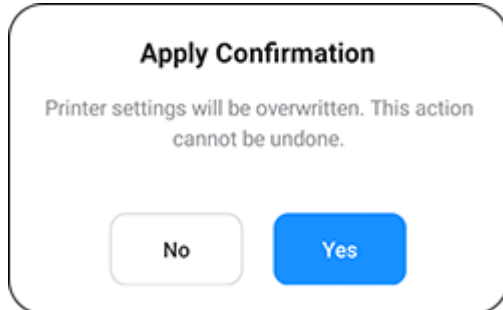 Apply Confirmation
Printer settings will be overwritten. This action
cannot be undone.
No
Yes